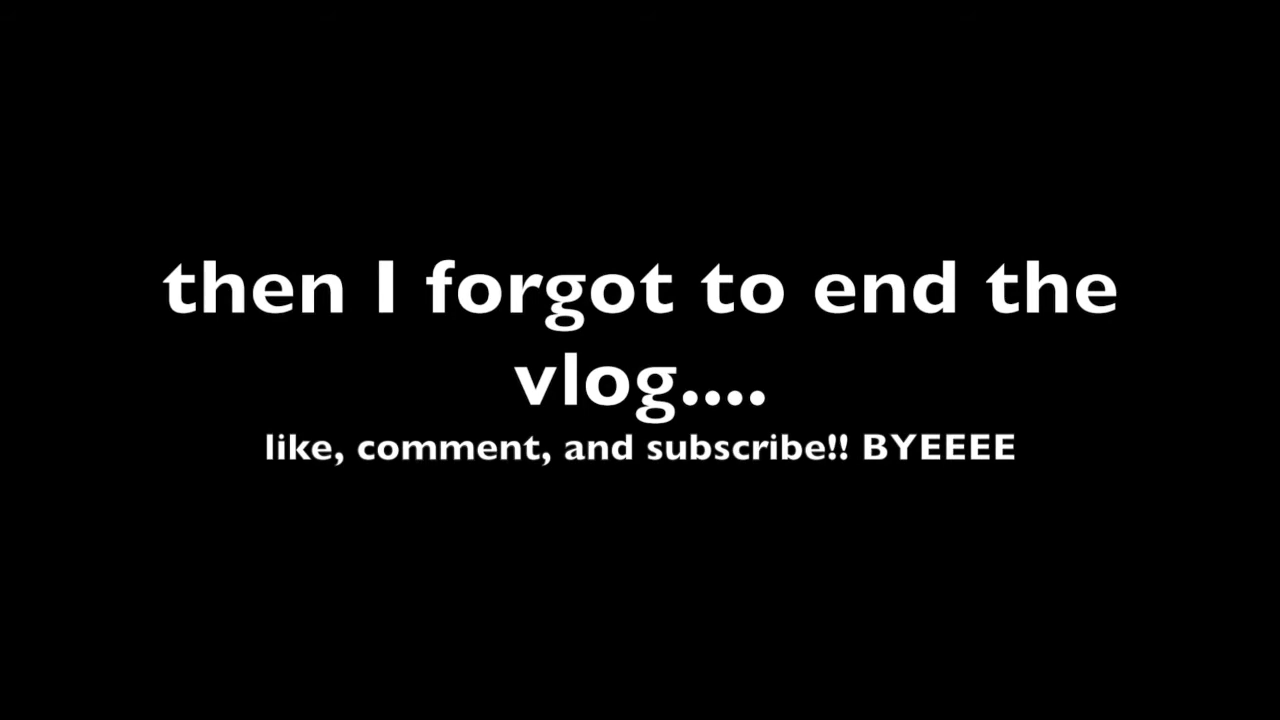 then I forgot to end the
vlog....
like, comment, and subscribe!! BYEEEE